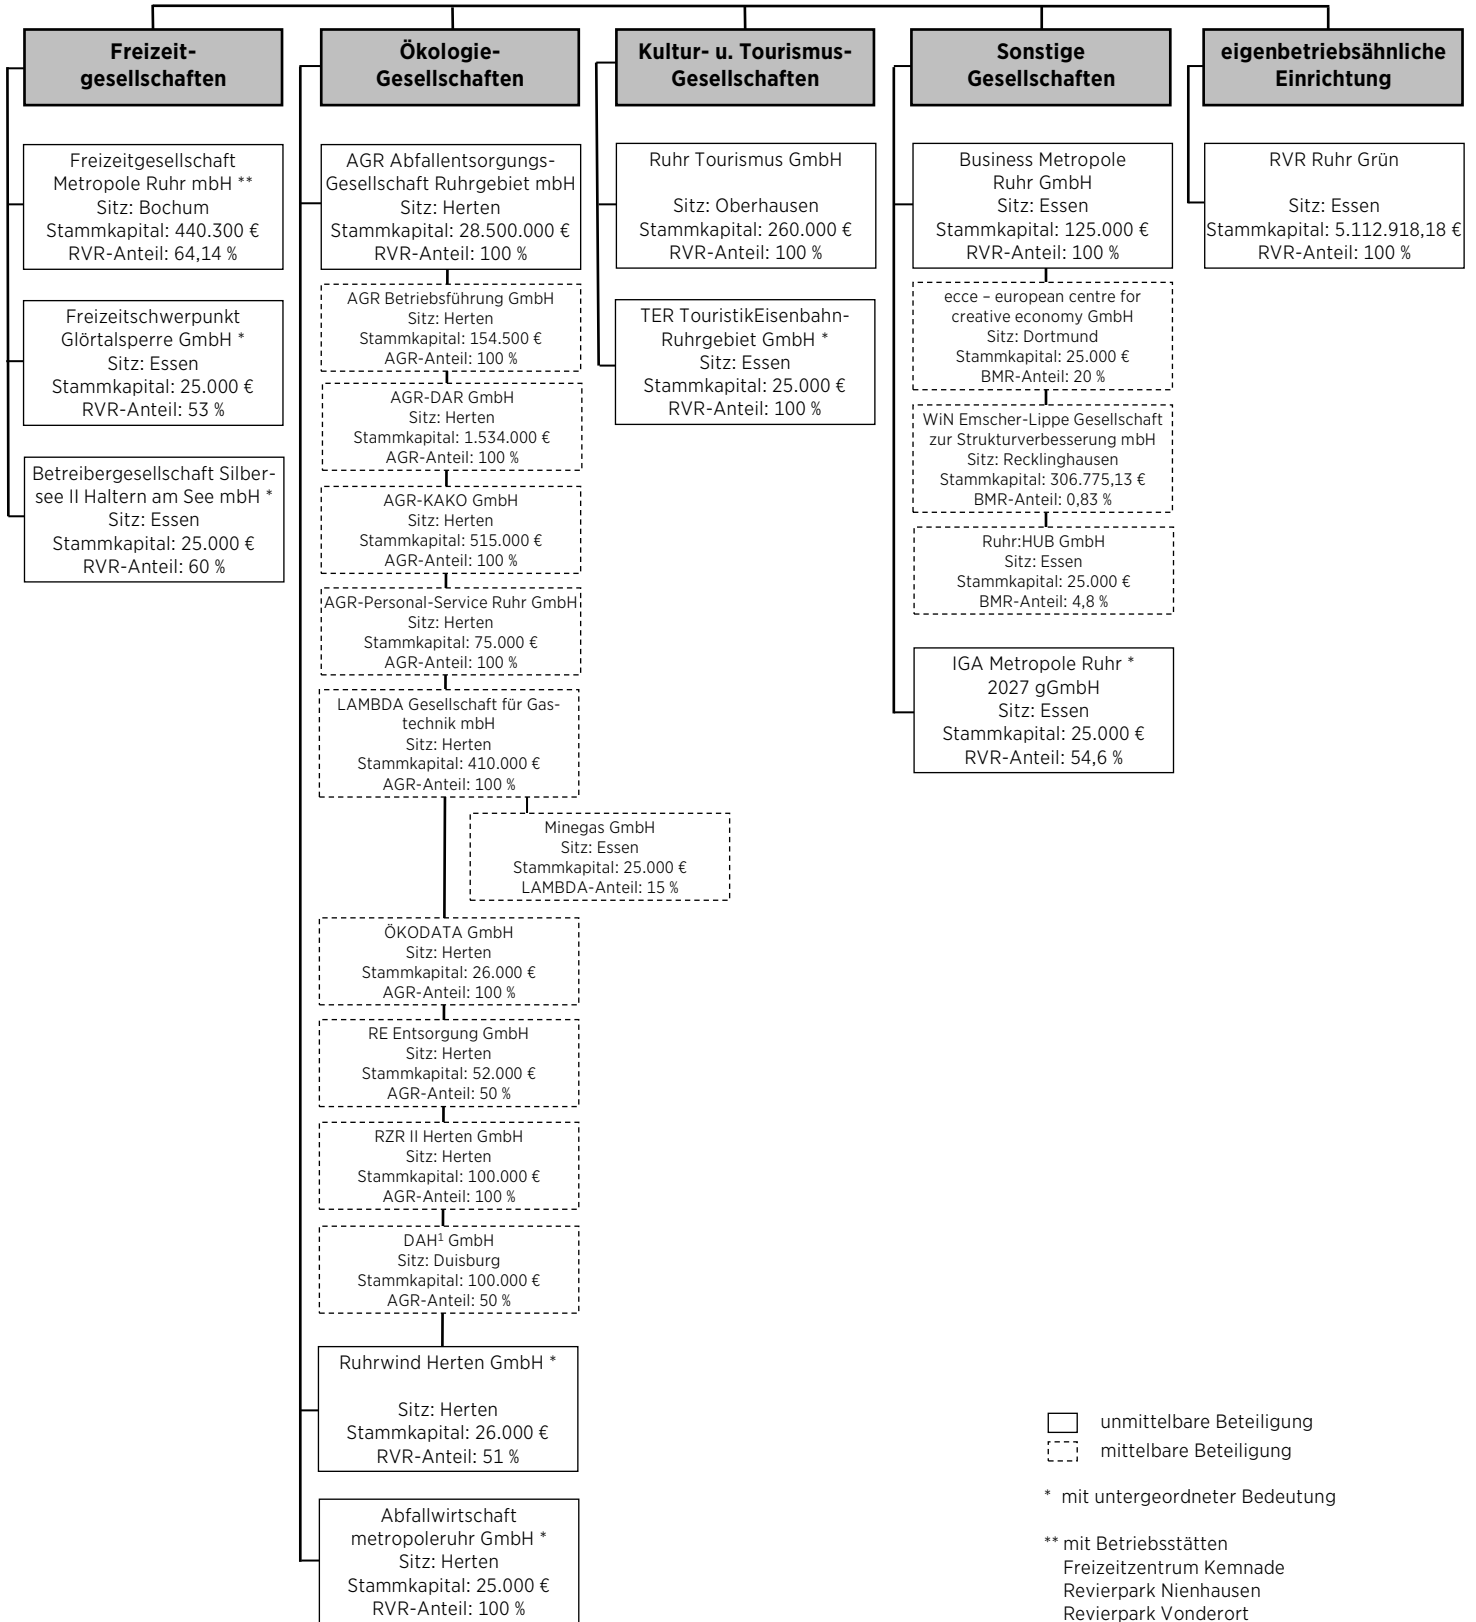 Freizeit-
gesellschaften
Freizeitgesellschaft
Metropole Ruhr mbH **
Sitz: Bochum
Stammkapital: 440.300 €
RVR-Anteil: 64,14 %
Freizeitschwerpunkt
Glörtalsperre GmbH *
Sitz: Essen
Stammkapital: 25.000 €
RVR-Anteil: 53 %
Betreibergesellschaft Silber-
see II Haltern am See mbH *
Sitz: Essen
Stammkapital: 25.000 €
RVR-Anteil: 60 %
Ökologie-
Gesellschaften
AGR Abfallentsorgungs-
Gesellschaft Ruhrgebiet mbH
Sitz: Herten
Stammkapital: 28.500.000 €
RVR-Anteil: 100 %
AGR Betriebsführung GmbH
Sitz: Herten
Stammkapital: 154.500 €
AGR-Anteil: 100 %
AGR-DAR GmbH
Sitz: Herten
Stammkapital: 1.534.000 €
AGR-Anteil: 100 %
AGR-KAKO GmbH
Sitz: Herten
Stammkapital: 515.000 €
AGR-Anteil: 100 %
AGR-Personal-Service Ruhr GmbH
Sitz: Herten
Stammkapital: 75.000 €
AGR-Anteil: 100 %
LAMBDA Gesellschaft für Gas-
technik mbH
Sitz: Herten
Stammkapital: 410.000 €
AGR-Anteil: 100 %
Minegas GmbH
Sitz: Essen
Stammkapital: 25.000 €
LAMBDA-Anteil: 15 %
ÖKODATA GmbH
Sitz: Herten
Stammkapital: 26.000 €
AGR-Anteil: 100 %
RE Entsorgung GmbH
Sitz: Herten
Stammkapital: 52.000 €
AGR-Anteil: 50 %
RZR II Herten GmbH
Sitz: Herten
Stammkapital: 100.000 €
AGR-Anteil: 100 %
DAH¹ GmbH
Sitz: Duisburg
Stammkapital: 100.000 €
AGR-Anteil: 50 %
Ruhrwind Herten GmbH *
Sitz: Herten
Stammkapital: 26.000 €
RVR-Anteil: 51 %
Abfallwirtschaft
metropoleruhr GmbH *
Sitz: Herten
Stammkapital: 25.000 €
RVR-Anteil: 100 %
Kultur- u. Tourismus-
Gesellschaften
Ruhr Tourismus GmbH
Sitz: Oberhausen
Stammkapital: 260.000 €
RVR-Anteil: 100 %
TER TouristikEisenbahn-
Ruhrgebiet GmbH *
Sitz: Essen
Stammkapital: 25.000 €
RVR-Anteil: 100 %
Sonstige
Gesellschaften
Business Metropole
Ruhr GmbH
Sitz: Essen
Stammkapital: 125.000 €
RVR-Anteil: 100 %
ecce – european centre for
creative economy GmbH
Sitz: Dortmund
Stammkapital: 25.000 €
BMR-Anteil: 20 %
WiN Emscher-Lippe Gesellschaft
zur Strukturverbesserung mbH
Sitz: Recklinghausen
Stammkapital: 306.775,13 €
BMR-Anteil: 0,83 %
Ruhr:HUB GmbH
Sitz: Essen
Stammkapital: 25.000 €
BMR-Anteil: 4,8 %
IGA Metropole Ruhr *
2027 gGmbH
Sitz: Essen
Stammkapital: 25.000 €
RVR-Anteil: 54,6 %
eigenbetriebsähnliche
Einrichtung
RVR Ruhr Grün
Sitz: Essen
Stammkapital: 5.112.918,18 €
RVR-Anteil: 100 %
unmittelbare Beteiligung
mittelbare Beteiligung
* mit untergeordneter Bedeutung
** mit Betriebsstätten
Freizeitzentrum Kemnade
Revierpark Nienhausen
Revierpark Vonderort